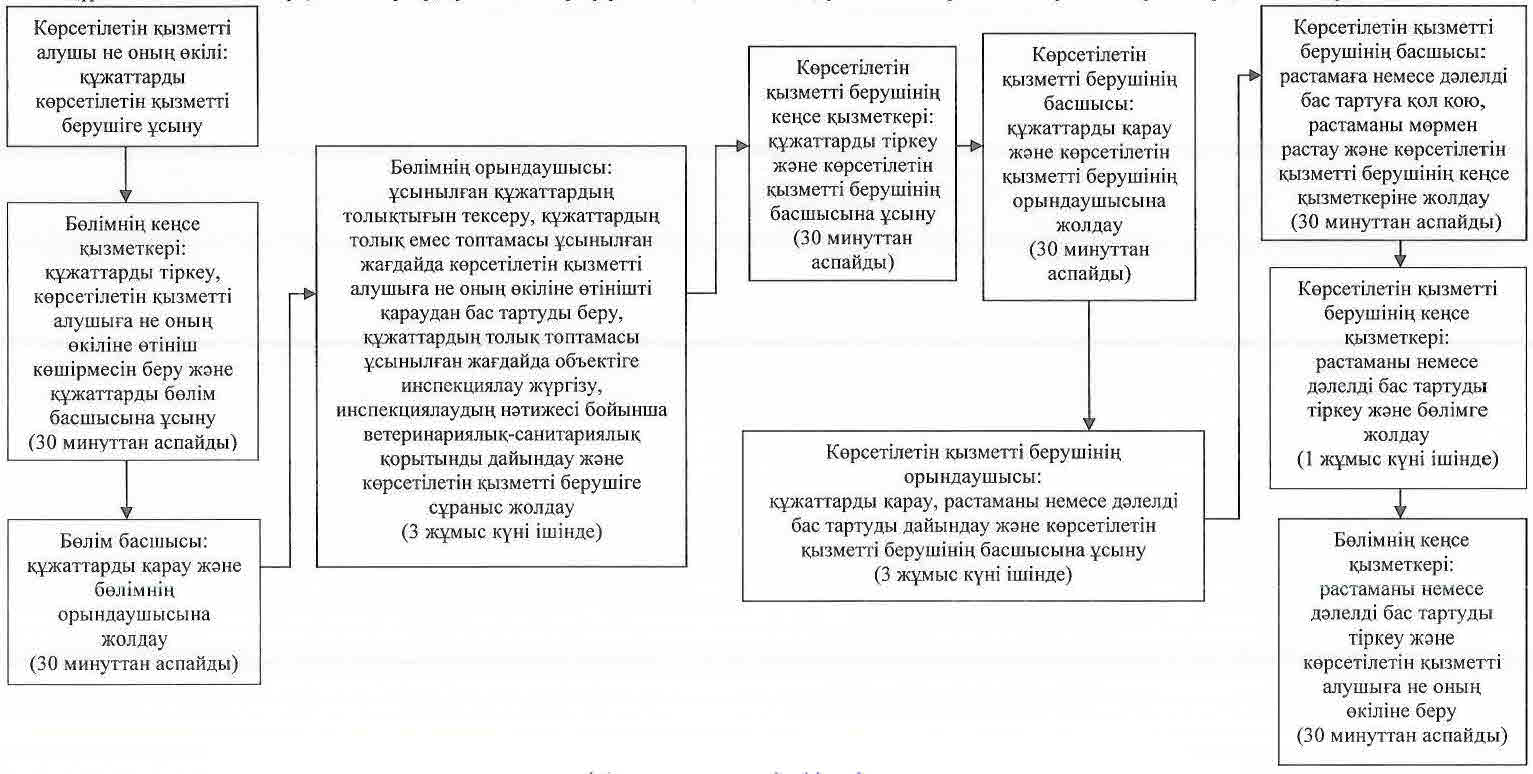 Көрсетілетін қызметті
алушы не оның өкілі:
құжаттарды
көрсетілетін қызметті
берушіге ұсыну
Бөлімнің кеңсе
қызметкері:
құжаттарды тіркеу,
көрсетілетін қызметті
алушыға не оның
өкіліне өтініш
көшірмесін беру және
құжаттарды бөлім
басшысына ұсыну
(30 минуттан аспайды)
Бөлім басшысы:
құжаттарды қарау және
бөлімнің
орындаушысына
жолдау
(30 минуттан аспайды)
Бөлімнің орындаушысы:
ұсынылған құжаттардың
толықтығын тексеру, құжаттардың
толық емес топтамасы ұсынылған
жағдайда көрсетілетін қызметті
алушыға не оның өкіліне өтінішті
қараудан бас тартуды беру,
құжаттардың толық топтамасы
ұсынылған жағдайда объектіге
инспекциялау жүргізу,
инспекциялаудың нәтижесі бойынша
ветеринариялық-санитариялық
қорытынды дайындау және
көрсетілетін қызметті берушіге
сұраныс жолдау
(3 жұмыс күні ішінде)
Көрсетілетін
қызметті берушінің
кеңсе қызметкері:
құжаттарды тіркеу
және көрсетілетін
қызметті берушінің
басшысына ұсыну
(30 минуттан
аспайды)
Көрсетілетін
қызметті берушінің
басшысы:
құжаттарды қарау
және көрсетілетін
қызметті берушінің
орындаушысына
жолдау
(30 минуттан
аспайды)
Көрсетілетін қызметті берушінің
орындаушысы:
құжаттарды қарау, растаманы немесе дәлелді
бас тартуды дайындау және көрсетілетін
қызметті берушінің басшысына ұсыну
(3 жұмыс күні ішінде)
Көрсетілетін қызметті
берушінің басшысы:
растамаға немесе дәлелді
бас тартуға қол қою,
растаманы мөрмен
растау және көрсетілетін
қызметті берушінің кеңсе
қызметкеріне жолдау
(30 минуттан аспайды)
Көрсетілетін қызметті
берушінің кеңсе
қызметкері:
растаманы немесе
дәлелді бас тартуды
тіркеу және бөлімге
жолдау
(1 жұмыс күні ішінде)
Бөлімнің кеңсе
қызметкері:
растаманы немесе
дәлелді бас тартуды
тіркеу және
көрсетілетін қызметті
алушыға не оның
өкіліне беру
(30 минуттан аспайды)